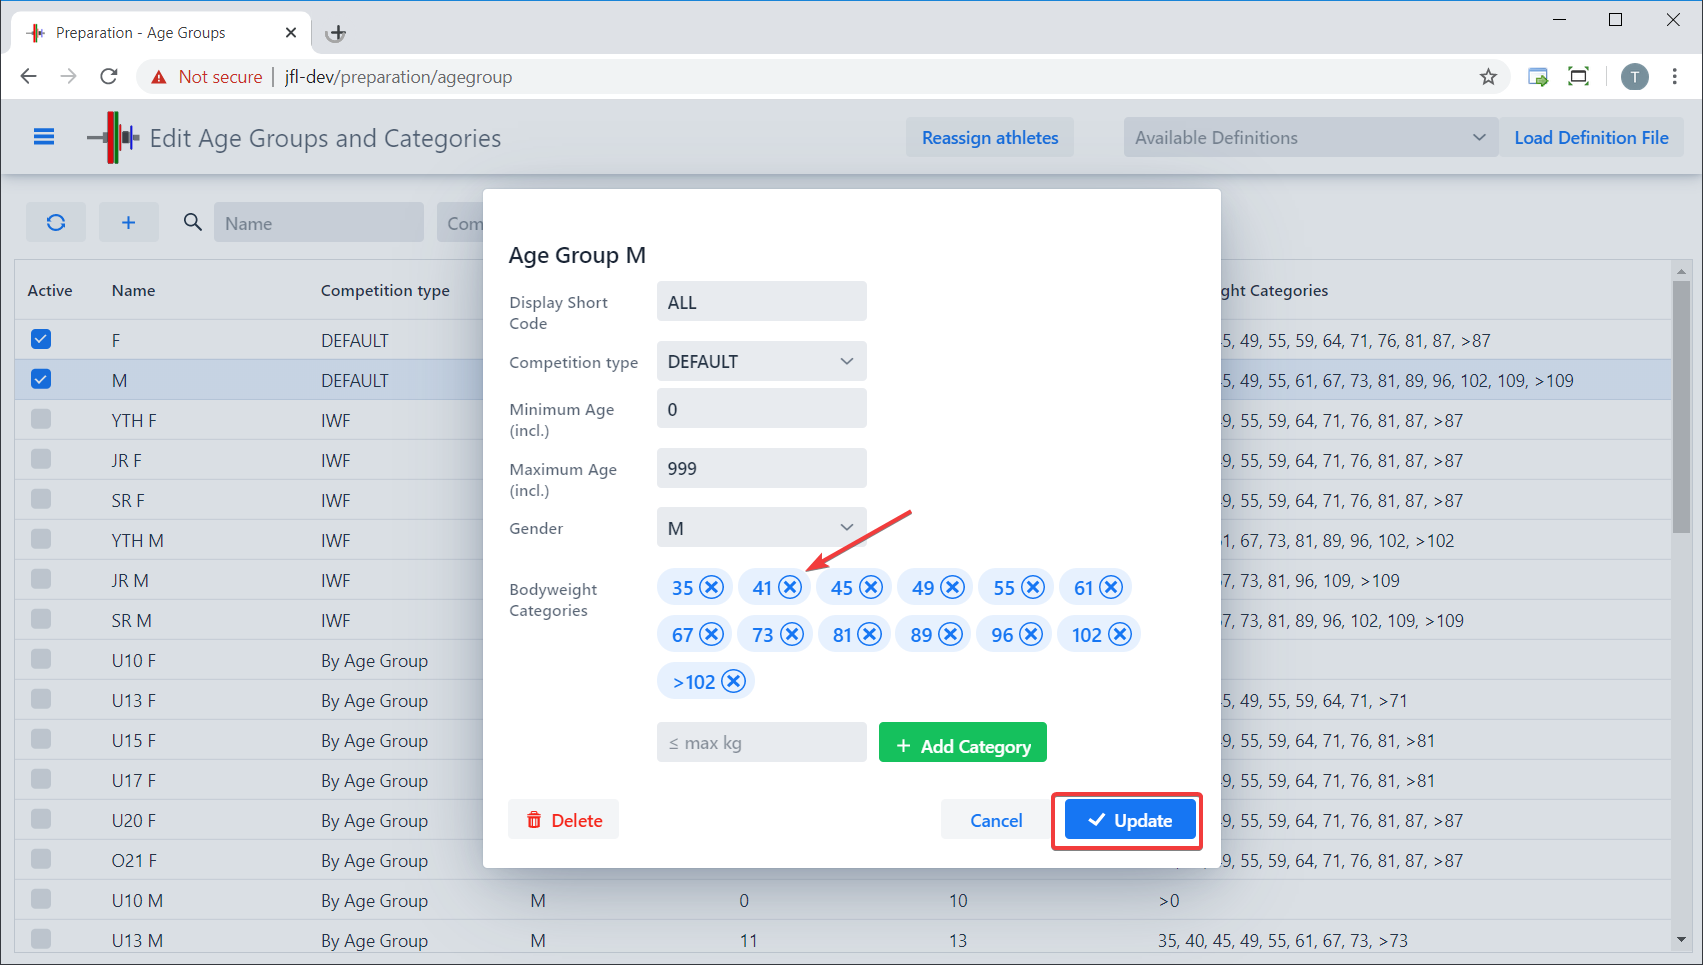 Preparation - Age Groups
Not secure jfl-dev/preparation/agegroup
T
Edit Age Groups and Categories
Reassign athletes
Available Definitions
Load Definition File
Name
Com
Active Name Competition type ght Categories
F DEFAULT 5, 49, 55, 59, 64, 71, 76, 81, 87, >87
M DEFAULT 5, 49, 55, 61, 67, 73, 81, 89, 96, 102, 109, >109
YTH F IWF 9, 55, 59, 64, 71, 76, 81, 87, >87
JR F IWF 9, 55, 59, 64, 71, 76, 81, 87, >87
SR F IWF 9, 55, 59, 64, 71, 76, 81, 87, >87
YTH M IWF 1, 67, 73, 81, 89, 96, 102, >102
JR M IWF 7, 73, 81, 96, 109, >109
SR M IWF 7, 73, 81, 89, 96, 102, 109, >109
U10 F By Age Group
U13 F By Age Group 5, 49, 55, 59, 64, 71, >71
U15 F By Age Group 9, 55, 59, 64, 71, 76, 81, >81
U17 F By Age Group 9, 55, 59, 64, 71, 76, 81, >81
U20 F By Age Group 9, 55, 59, 64, 71, 76, 81, 87, >87
O21 F By Age Group 9, 55, 59, 64, 71, 76, 81, 87, >87
U10 M By Age Group M 0 10 >0
U13 M By Age Group M 11 13 35, 40, 45, 49, 55, 61, 67, 73, >73
Age Group M
Display Short
Code
ALL
Competition type DEFAULT
Minimum Age
(incl.)
0
Maximum Age
(incl.)
999
Gender M
Bodyweight
Categories
35 41 45 49 55 61
67 73 81 89 96 102
>102
≤ max kg
+ Add Category
Delete
Cancel
Update